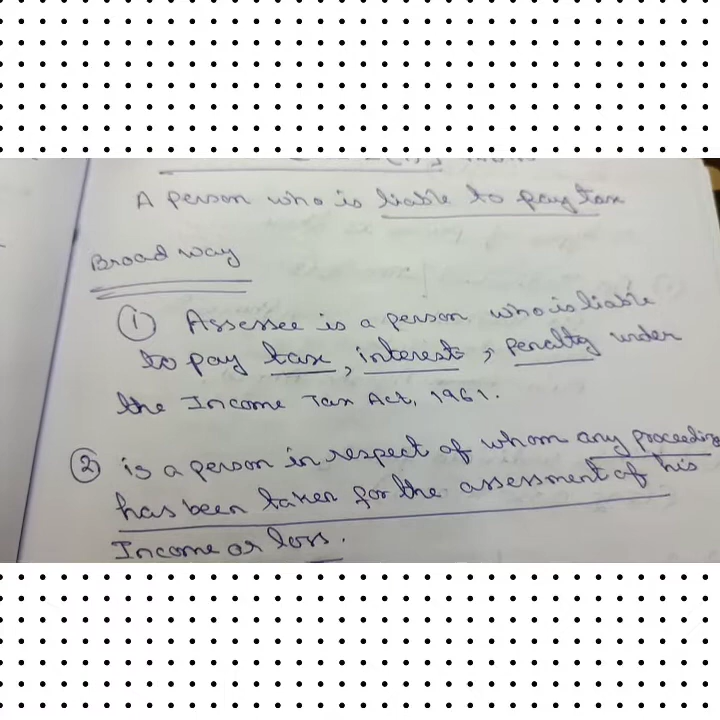 A person who is liable to pay tax
Broad way
① Assessee is a person who is liable
to pay tax, interest, penalty under
the Income Tax Act, 1961.
② is a person in respect of whom any proceeding
has been taken for the assessment of his
Income or loss.